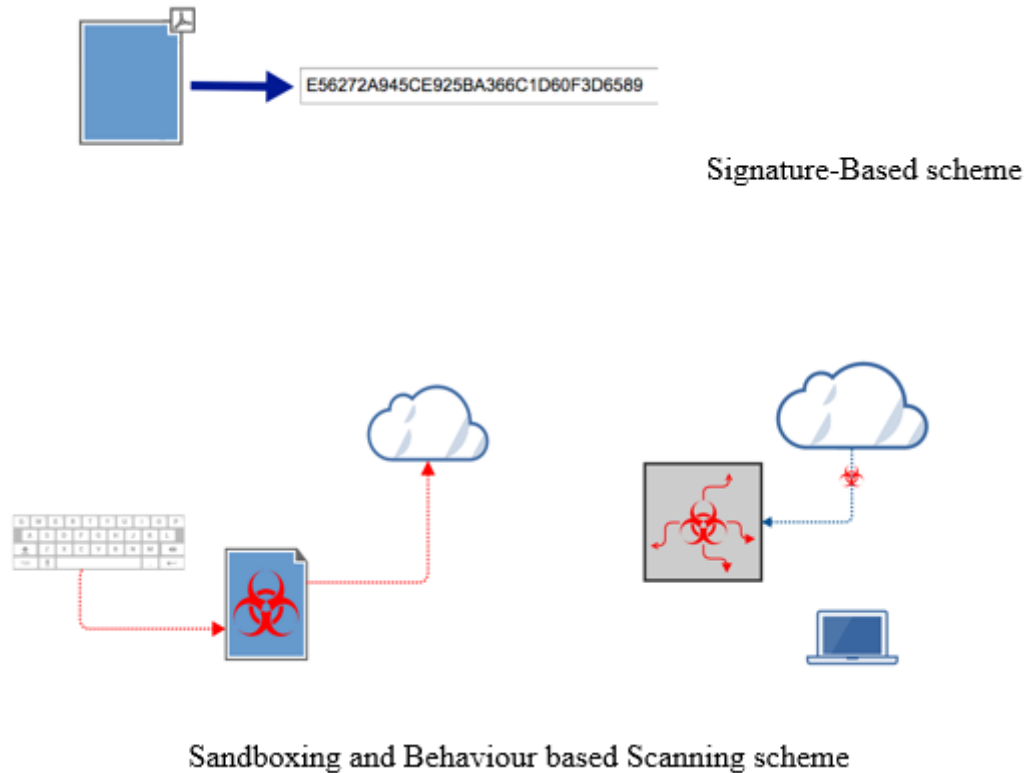 E56272A945CE925BA366C1D60F3D6589
Signature-Based scheme
Sandboxing and Behaviour based Scanning scheme